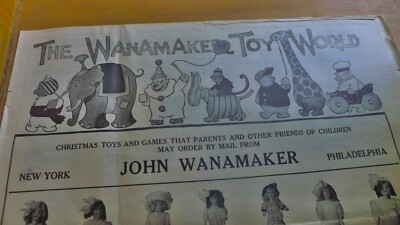 THE WANAMAKER TOY WORLD
CHRISTMAS TOYS AND GAMES THAT PARENTS AND OTHER FRIENDS OF CHILDREN
MAY ORDER BY MAIL FROM
NEW YORK JOHN WANAMAKER PHILADELPHIA